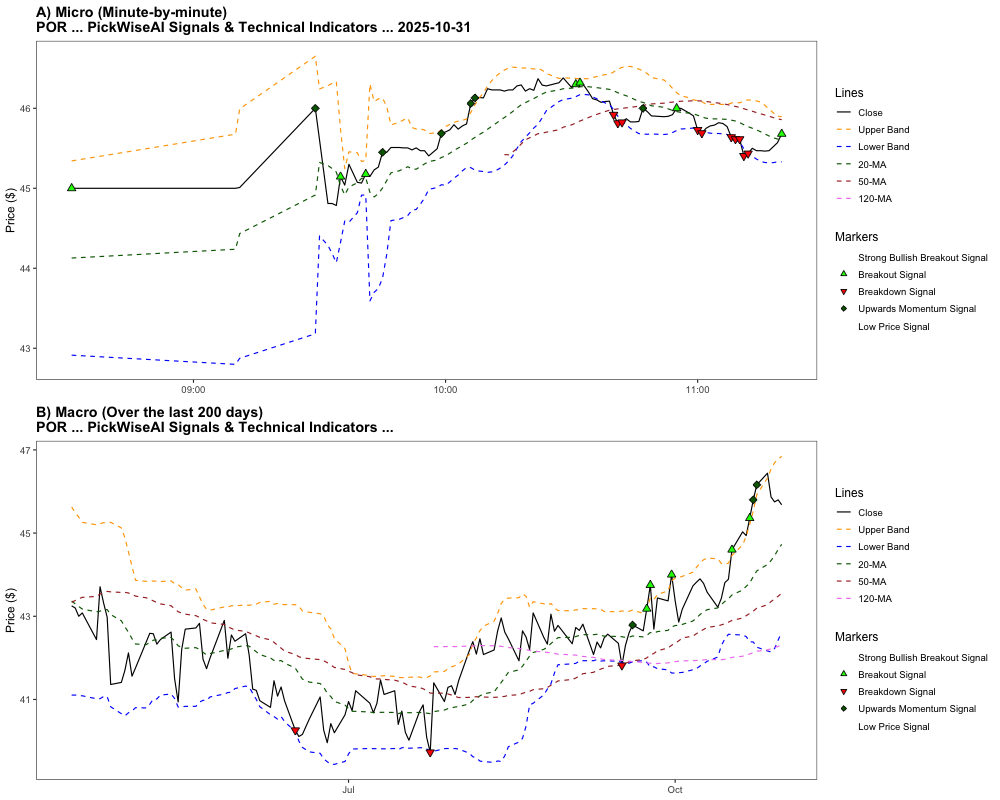 A) Micro (Minute-by-minute)
POR ... PickWiseAI Signals & Technical Indicators ... 2025-10-31
Price ($)
46
45
44
43
09:00
10:00
11:00
Lines
Close
Upper Band
Lower Band
20-MA
50-MA
120-MA
Markers
Strong Bullish Breakout Signal
Breakout Signal
Breakdown Signal
Upwards Momentum Signal
Low Price Signal
B) Macro (Over the last 200 days)
POR ... PickWiseAI Signals & Technical Indicators ...
Price ($)
47
45
43
41
Jul
Oct
Lines
Close
Upper Band
Lower Band
20-MA
50-MA
120-MA
Markers
Strong Bullish Breakout Signal
Breakout Signal
Breakdown Signal
Upwards Momentum Signal
Low Price Signal